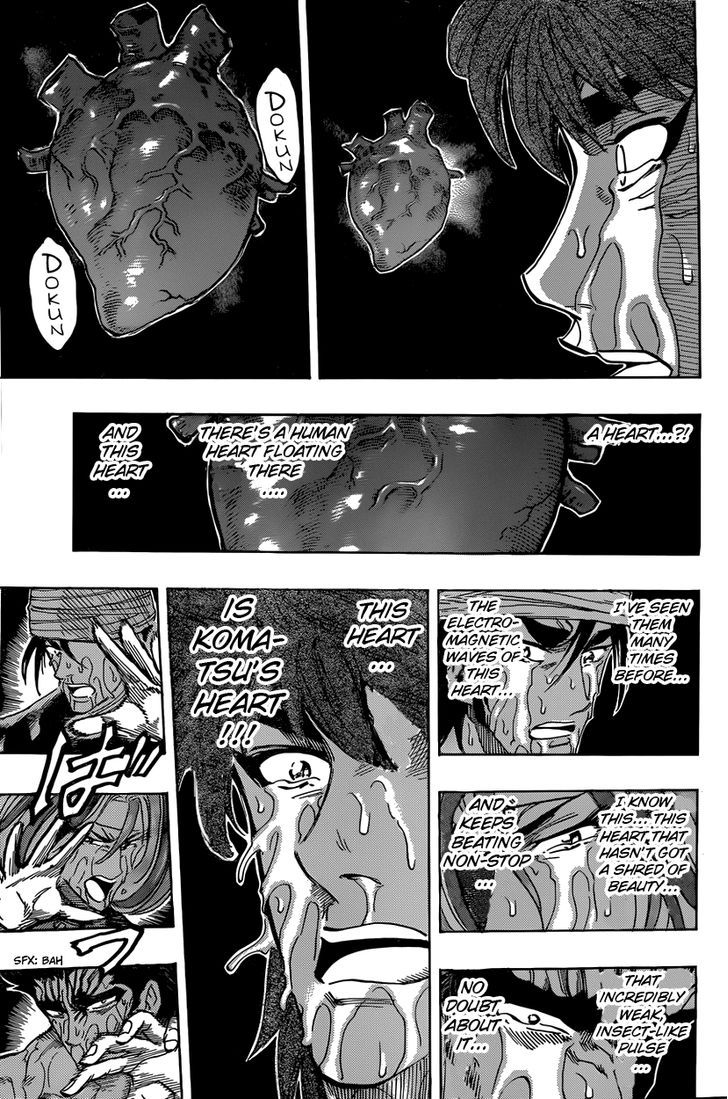 DOKUN
DOKUN
A HEART...?!
THERE'S A HUMAN
HEART FLOATING
THERE
....
AND
THIS
HEART
...
I'VE SEEN
THEM
MANY
TIMES
BEFORE...
THE
ELECTRO-
MAGNETIC
WAVES OF
THIS
HEART...
I KNOW
THIS... THIS
HEART THAT
HASN'T GOT
A SHRED OF
BEAUTY...
AND
KEEPS
BEATING
NON-STOP
...
THAT
INCREDIBLY
WEAK,
INSECT-LIKE
PULSE
...
NO
DOUBT
ABOUT
IT...
THIS
HEART
...
IS
KOMA-
TSU'S
HEART
!!!
ばっ
SFX: BAH